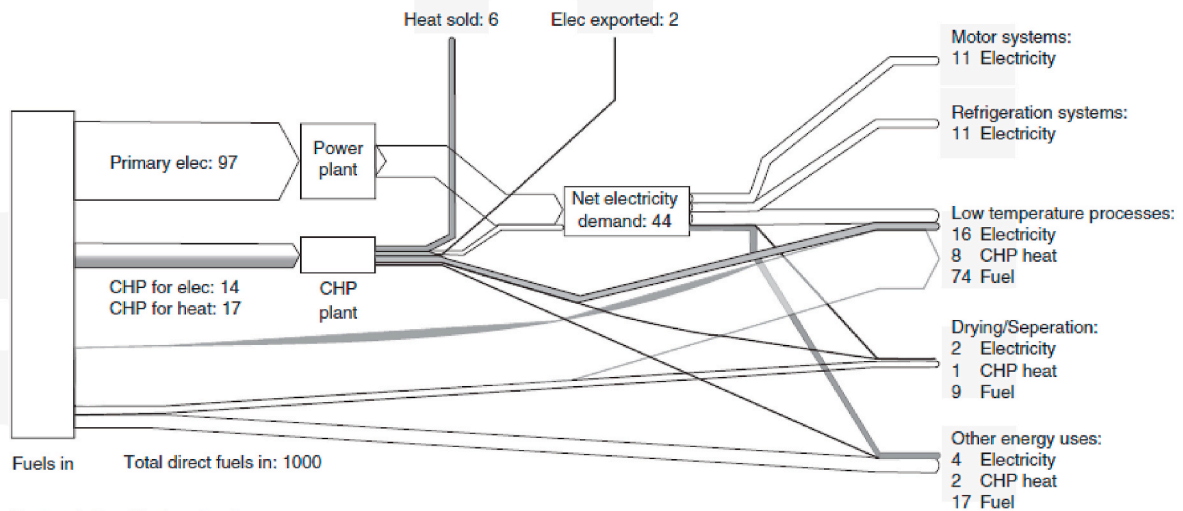 Heat sold: 6
Elec exported: 2
Motor systems:
11 Electricity
Refrigeration systems:
11 Electricity
Primary elec: 97
Power
plant
Net electricity
demand: 44
Low temperature processes:
16 Electricity
8 CHP heat
74 Fuel
CHP for elec: 14
CHP for heat: 17
CHP
plant
Drying/Seperation:
2 Electricity
1 CHP heat
9 Fuel
Other energy uses:
4 Electricity
2 CHP heat
17 Fuel
Fuels in
Total direct fuels in: 1000